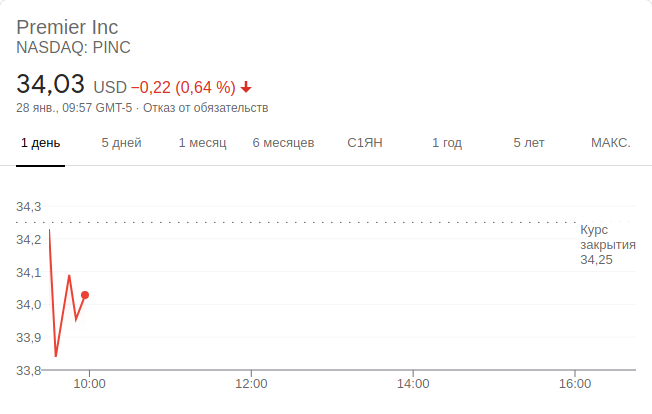 Premier Inc
NASDAQ: PINC
34,03 USD −0,22 (0,64 %)
28 янв., 09:57 GMT-5 · Отказ от обязательств
1 день 5 дней 1 месяц 6 месяцев С1ЯН 1 год 5 лет МАКС.
34,3
34,2
34,1
34,0
33,9
33,8
Курс
закрытия
34,25
10:00 12:00 14:00 16:00